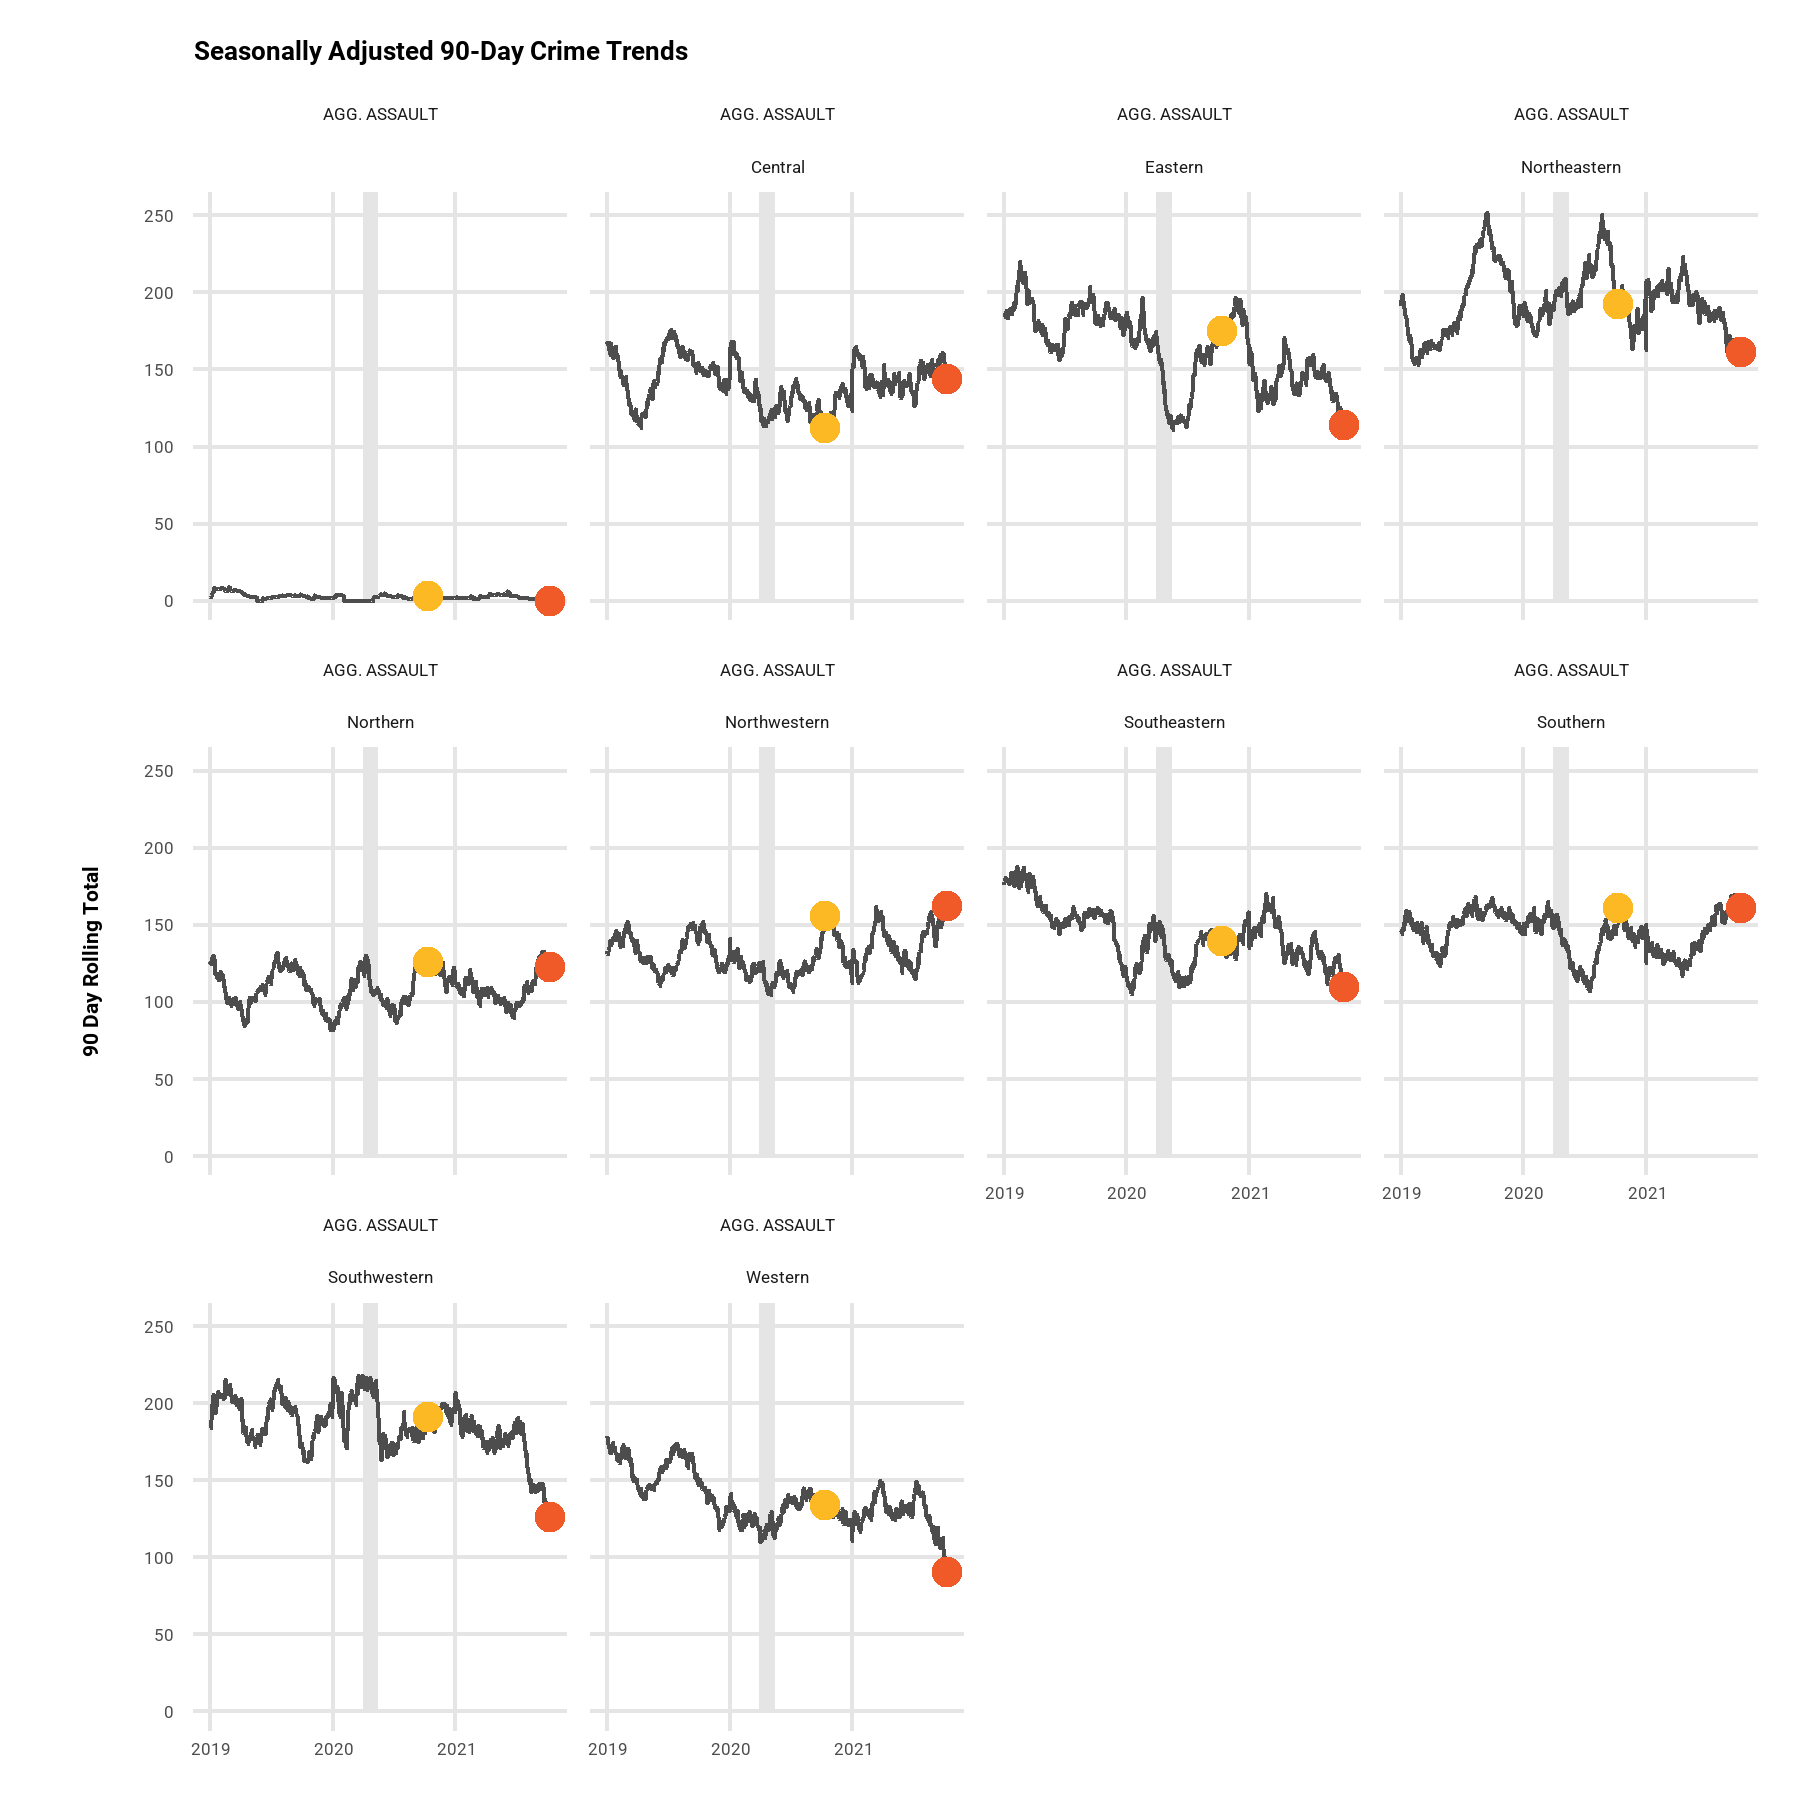 Seasonally Adjusted 90-Day Crime Trends
AGG. ASSAULT
AGG. ASSAULT
AGG. ASSAULT
AGG. ASSAULT
Central
Eastern
Northeastern
250
200
150
100
50
0
AGG. ASSAULT
AGG. ASSAULT
AGG. ASSAULT
AGG. ASSAULT
Northern
Northwestern
Southeastern
Southern
90 Day Rolling Total
250
200
150
100
50
0
2019 2020 2021
2019 2020 2021
AGG. ASSAULT
AGG. ASSAULT
Southwestern
Western
250
200
150
100
50
0
2019 2020 2021
2019 2020 2021